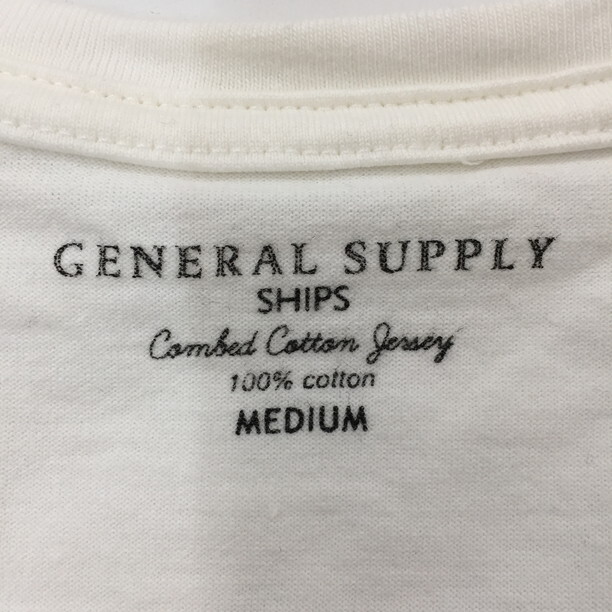 GENERAL SUPPLY
SHIPS
Combed Cotton Jersey
100% cotton
MEDIUM